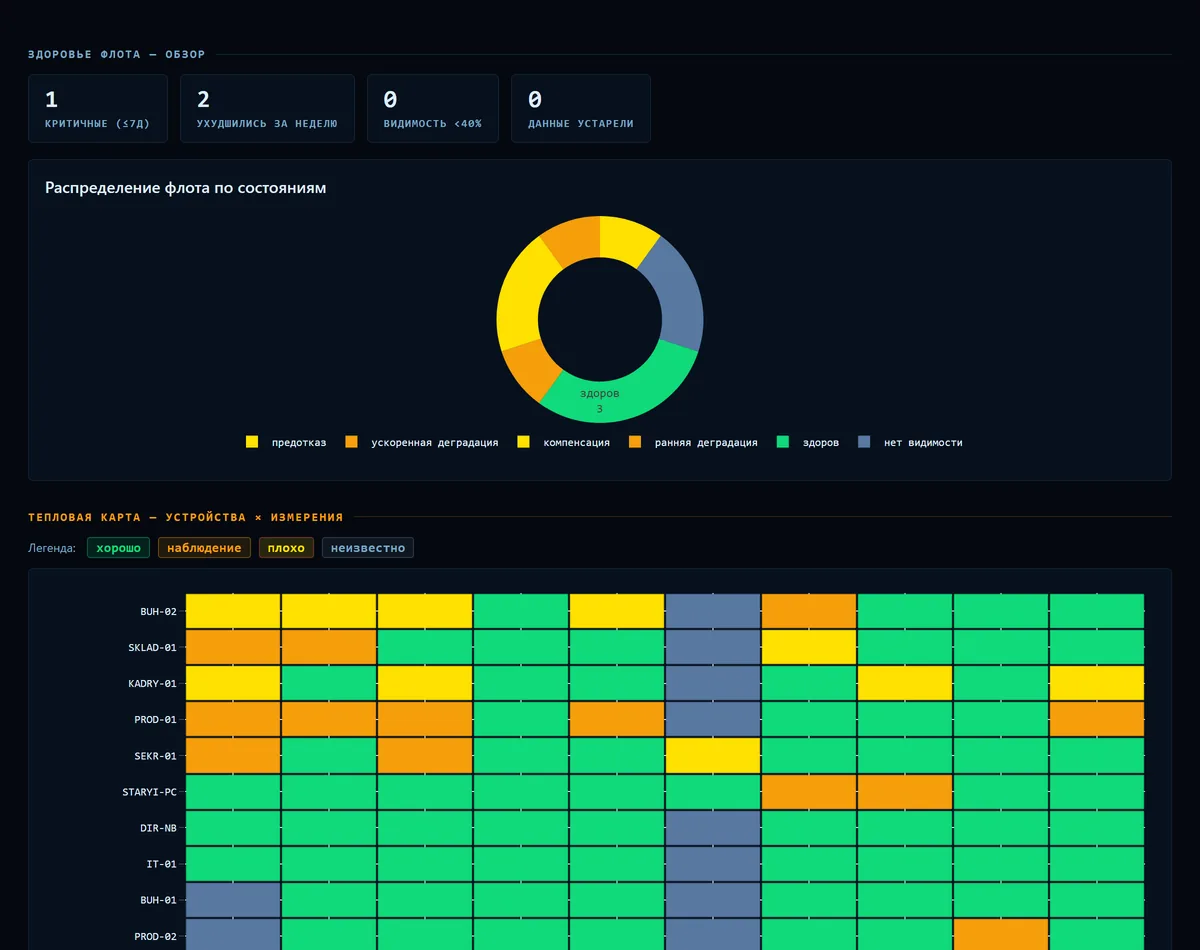 ЗДОРОВЬЕ ФЛОТА — ОБЗОР
1
КРИТИЧНЫЕ (≤7Д)
2
УХУДШИЛИСЬ ЗА НЕДЕЛЮ
0
ВИДИМОСТЬ <40%
0
ДАННЫЕ УСТАРЕЛИ
Распределение флота по состояниям
здоров
3
предотказ
ускоренная деградация
компенсация
ранняя деградация
здоров
нет видимости
ТЕПЛОВАЯ КАРТА — УСТРОЙСТВА × ИЗМЕРЕНИЯ
Легенда: хорошо наблюдение плохо неизвестно
BUH-02
SKLAD-01
KADRY-01
PROD-01
SEKR-01
STARYI-PC
DIR-NB
IT-01
BUH-01
PROD-02